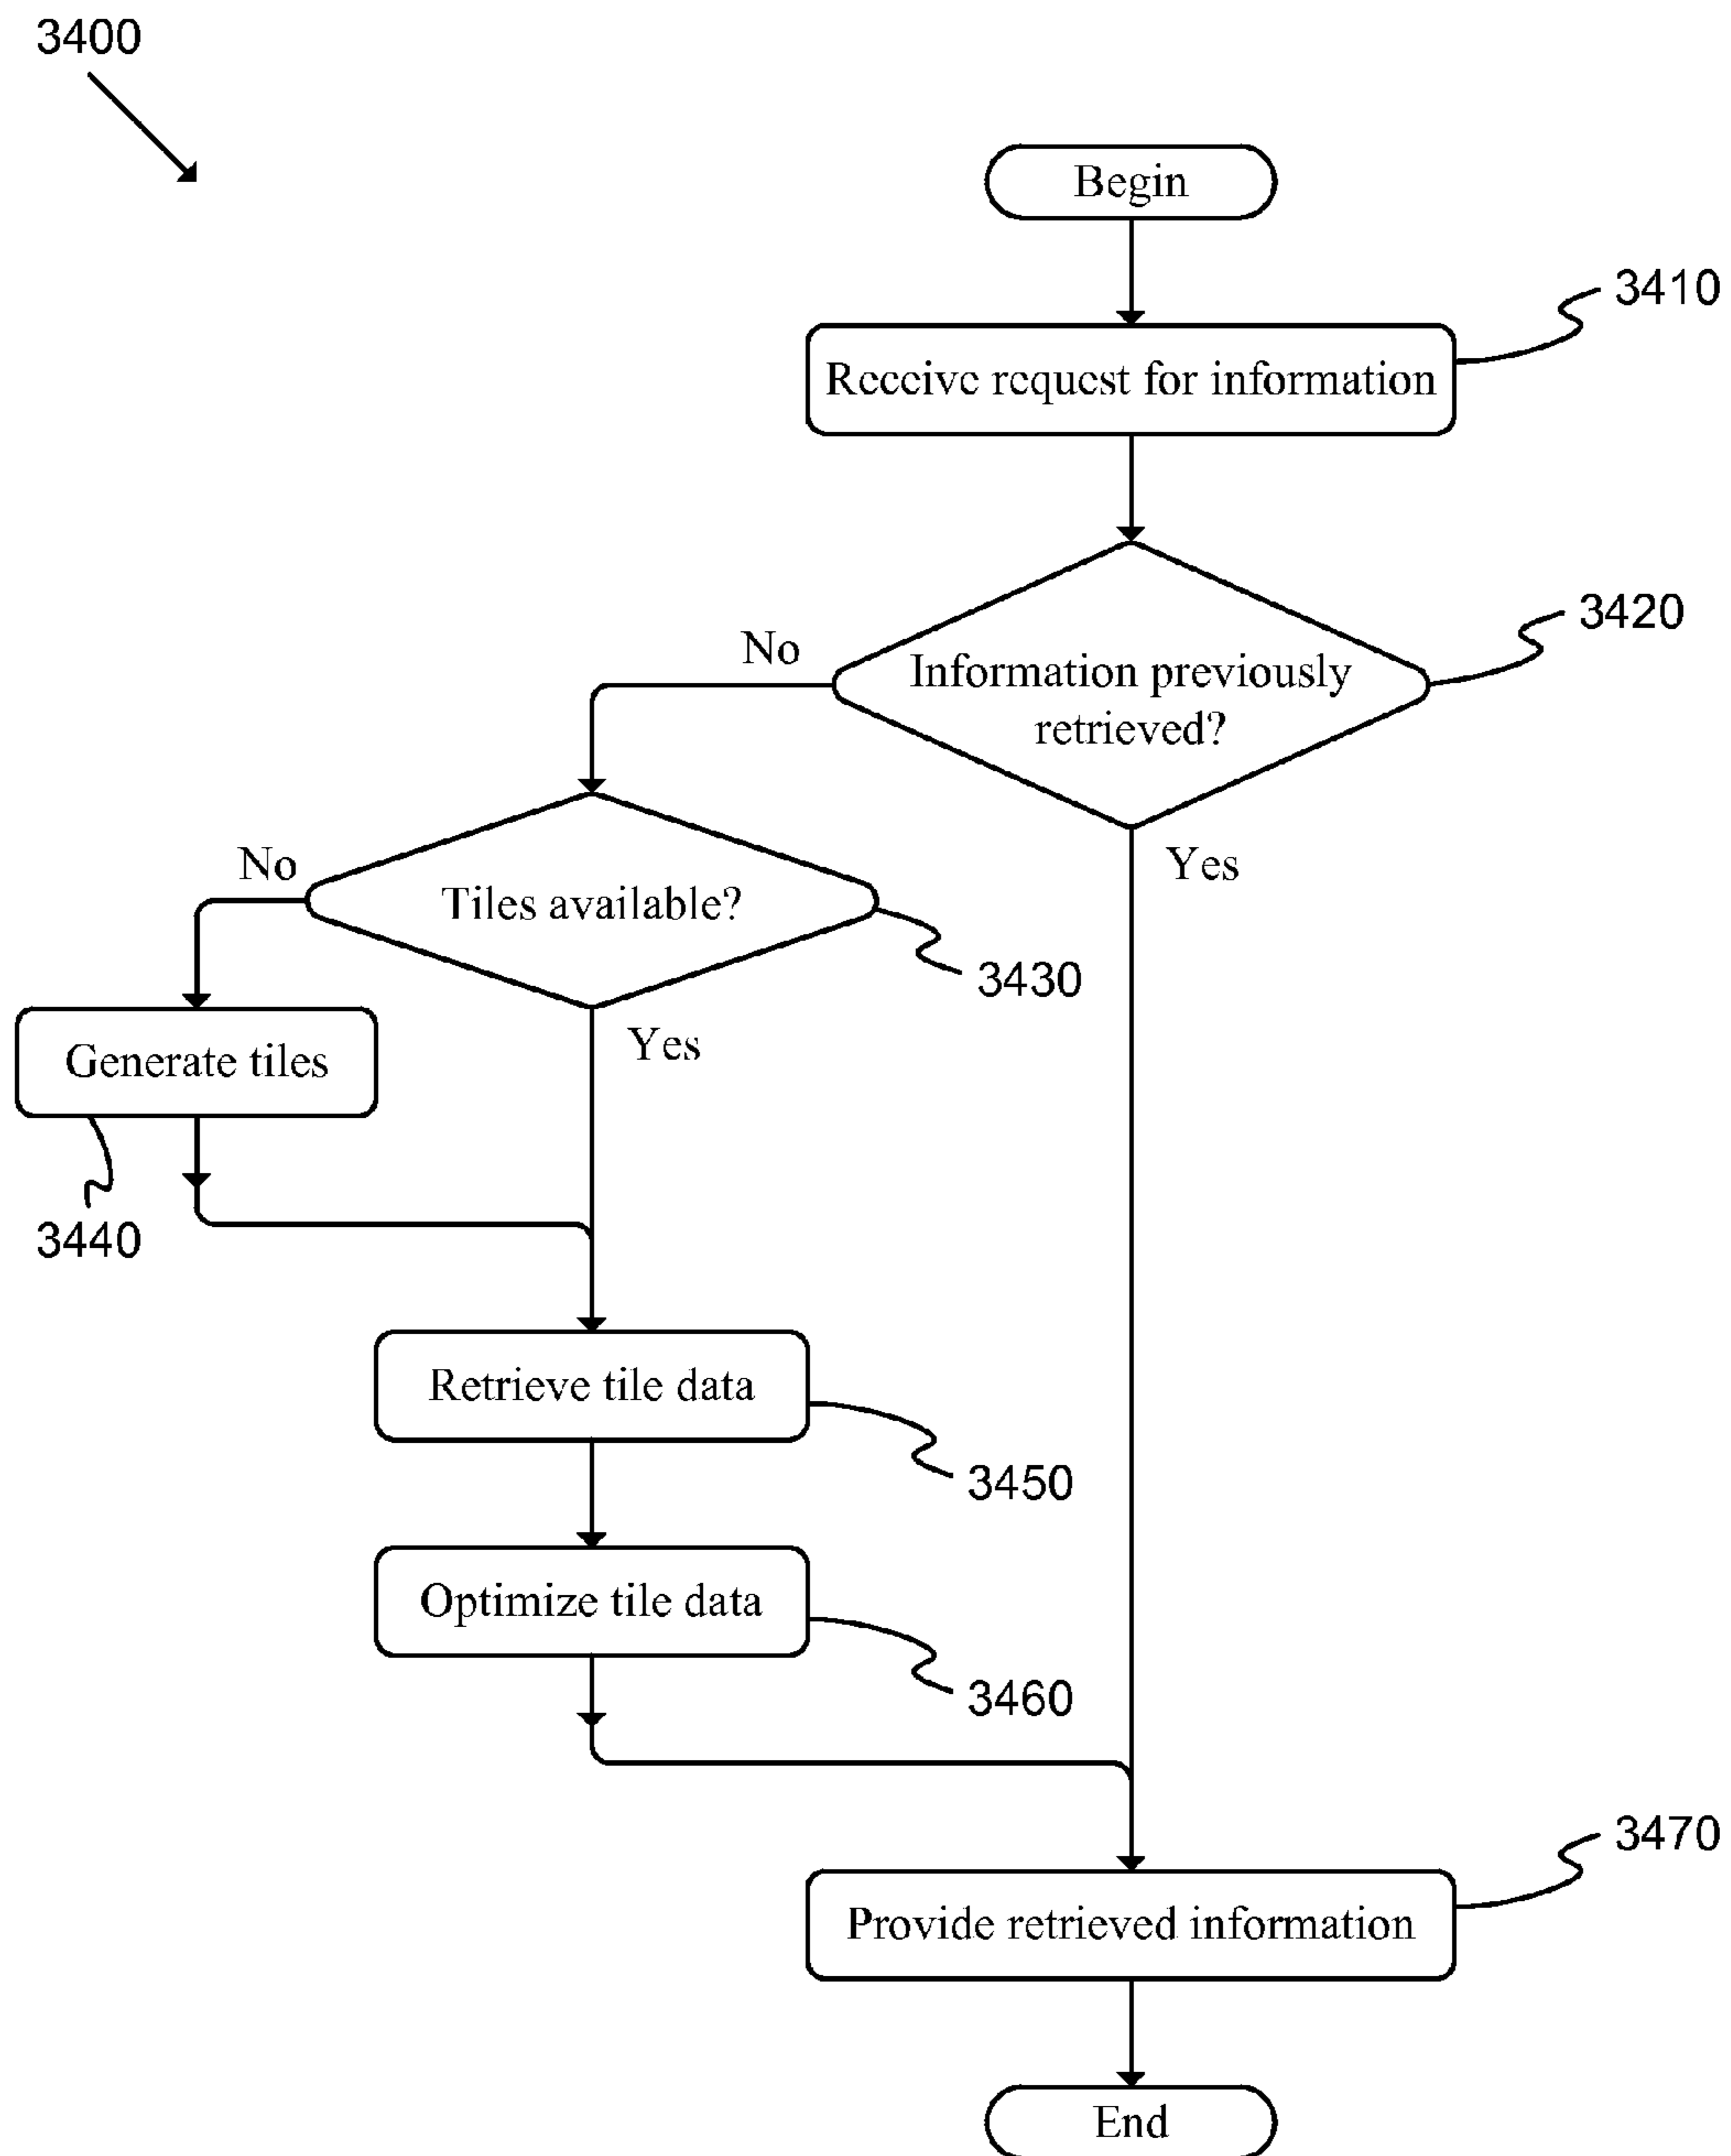 3400
Begin
3410
Receive request for information
3420
No
Information previously
retrieved?
Yes
No
Tiles available?
3430
Yes
Generate tiles
3440
Retrieve tile data
3450
Optimize tile data
3460
3470
Provide retrieved information
End